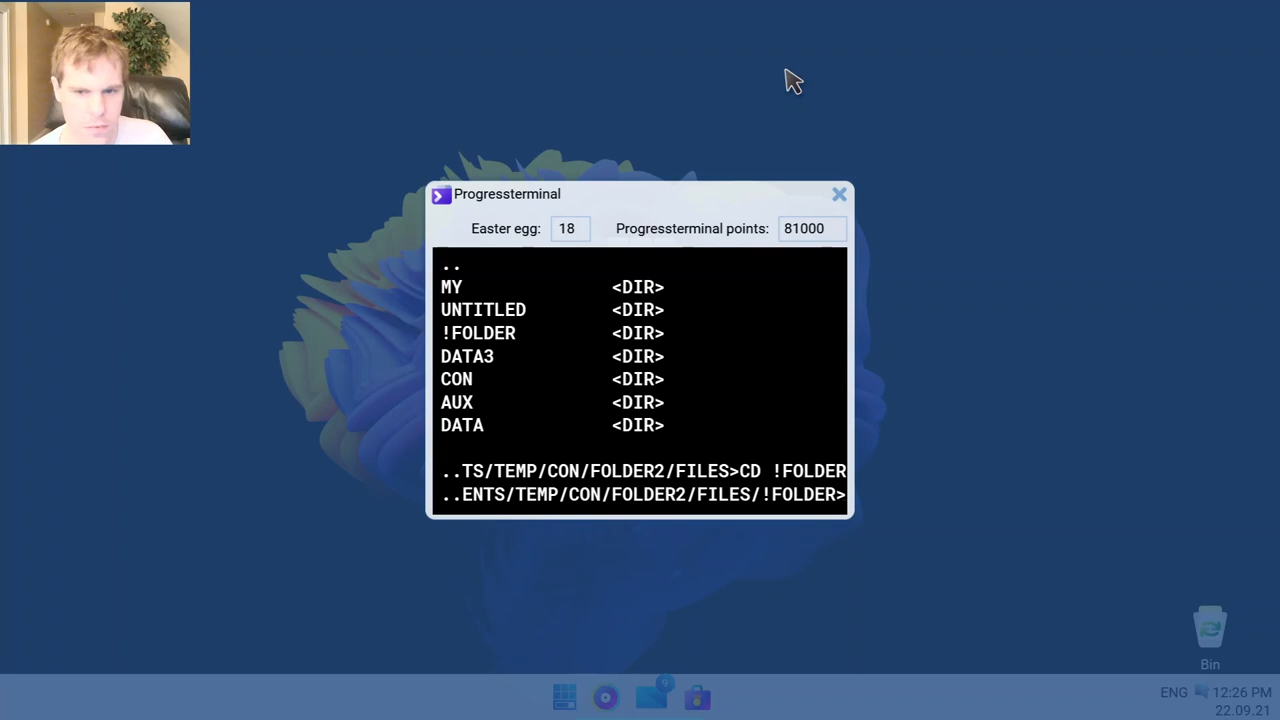 Progressterminal
Easter egg: 18 Progressterminal points: 81000
..
MY <DIR>
UNTITLED <DIR>
!FOLDER <DIR>
DATA3 <DIR>
CON <DIR>
AUX <DIR>
DATA <DIR>
..TS/TEMP/CON/FOLDER2/FILES>CD !FOLDER
..ENTS/TEMP/CON/FOLDER2/FILES/!FOLDER>
Bin
9
ENG 12:26 PM
22.09.21